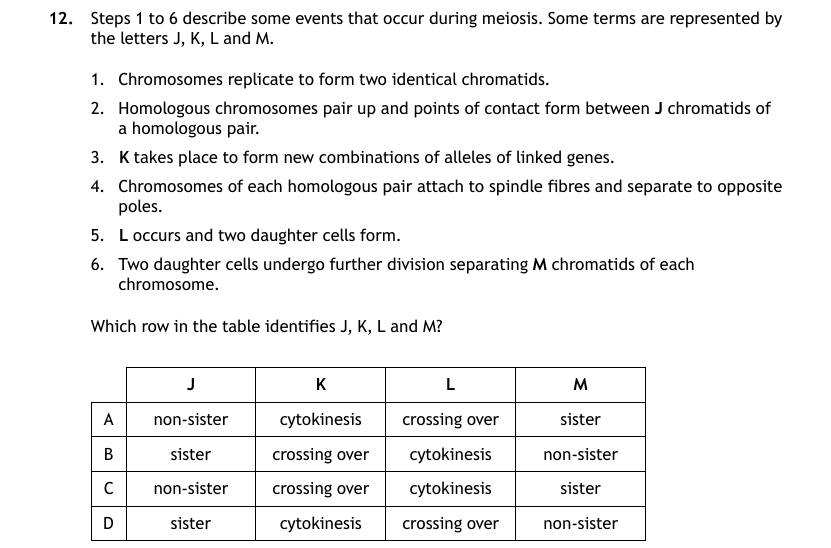 12. Steps 1 to 6 describe some events that occur during meiosis. Some terms are represented by
the letters J, K, L and M.
1. Chromosomes replicate to form two identical chromatids.
2. Homologous chromosomes pair up and points of contact form between J chromatids of
a homologous pair.
3. K takes place to form new combinations of alleles of linked genes.
4. Chromosomes of each homologous pair attach to spindle fibres and separate to opposite
poles.
5. L occurs and two daughter cells form.
6. Two daughter cells undergo further division separating M chromatids of each
chromosome.
Which row in the table identifies J, K, L and M?
J K L M
A non-sister cytokinesis crossing over sister
B sister crossing over cytokinesis non-sister
C non-sister crossing over cytokinesis sister
D sister cytokinesis crossing over non-sister